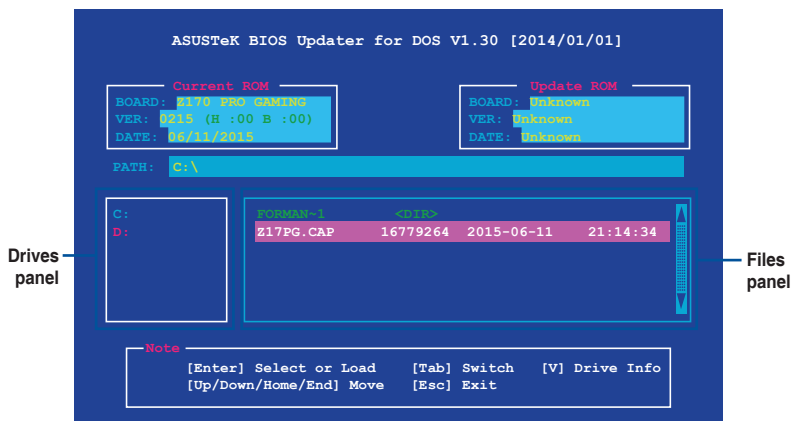 ASUSTeK BIOS Updater for DOS V1.30 [2014/01/01]
Current ROM
BOARD: Z170 PRO GAMING
VER: 0215 (H :00 B :00)
DATE: 06/11/2015
Update ROM
BOARD: Unknown
VER: Unknown
DATE: Unknown
PATH: C:\
C:
D:
FORMAN~1 <DIR>
Z17PG.CAP 16779264 2015-06-11 21:14:34
Drives
panel
Files
panel
Note
[Enter] Select or Load [Tab] Switch [V] Drive Info
[Up/Down/Home/End] Move [Esc] Exit